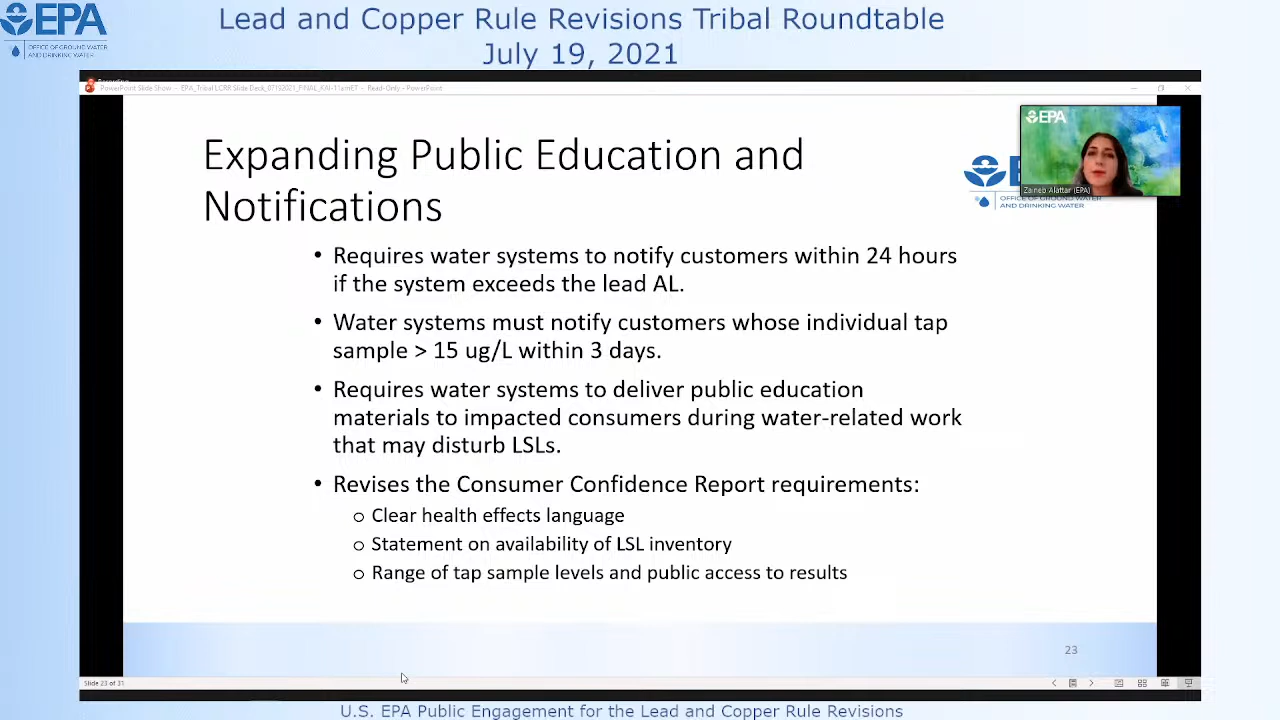 EPA
OFFICE OF GROUND WATER
AND DRINKING WATER
Lead and Copper Rule Revisions Tribal Roundtable
July 19, 2021
Recording
PowerPoint Slide Show - EPA_Tribal LCRR Slide Deck_07192021_FINAL_KAI-11amET - Read-Only - PowerPoint
Expanding Public Education and
Notifications
EPA
Zaineb Alattar (EPA)
OFFICE OF GROUND WATER
AND DRINKING WATER
• Requires water systems to notify customers within 24 hours
if the system exceeds the lead AL.
• Water systems must notify customers whose individual tap
sample > 15 ug/L within 3 days.
• Requires water systems to deliver public education
materials to impacted consumers during water-related work
that may disturb LSLs.
• Revises the Consumer Confidence Report requirements:
o Clear health effects language
o Statement on availability of LSL inventory
o Range of tap sample levels and public access to results
23
Slide 23 of 31
U.S. EPA Public Engagement for the Lead and Copper Rule Revisions